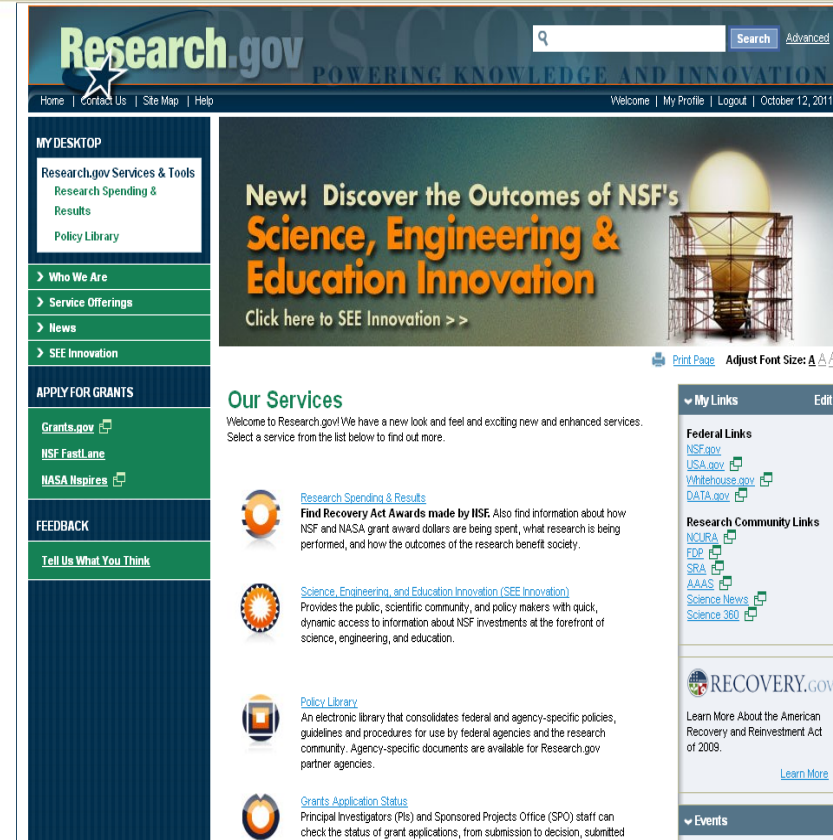 DISCOVERY
Research.gov
POWERING KNOWLEDGE AND INNOVATION
Search Advanced
Home | Contact Us | Site Map | Help
Welcome | My Profile | Logout | October 12, 2011
MY DESKTOP
Research.gov Services & Tools
Research Spending &
Results
Policy Library
Who We Are
Service Offerings
News
SEE Innovation
APPLY FOR GRANTS
Grants.gov
NSF FastLane
NASA Nspires
FEEDBACK
Tell Us What You Think
New! Discover the Outcomes of NSF's
Science, Engineering &
Education Innovation
Click here to SEE Innovation >>
Print Page Adjust Font Size: A A A
Our Services
Welcome to Research.gov! We have a new look and feel and exciting new and enhanced services.
Select a service from the list below to find out more.
Research Spending & Results
Find Recovery Act Awards made by NSF. Also find information about how
NSF and NASA grant award dollars are being spent, what research is being
performed, and how the outcomes of the research benefit society.
Science, Engineering, and Education Innovation (SEE Innovation)
Provides the public, scientific community, and policy makers with quick,
dynamic access to information about NSF investments at the forefront of
science, engineering, and education.
Policy Library
An electronic library that consolidates federal and agency-specific policies,
guidelines and procedures for use by federal agencies and the research
community. Agency-specific documents are available for Research.gov
partner agencies.
Grants Application Status
Principal Investigators (PIs) and Sponsored Projects Office (SPO) staff can
check the status of grant applications, from submission to decision, submitted
My Links Edit
Federal Links
NSF.gov
USA.gov
Whitehouse.gov
DATA.gov
Research Community Links
NCURA
FDP
SRA
AAAS
Science News
Science 360
RECOVERY.GOV
Learn More About the American
Recovery and Reinvestment Act
of 2009.
Learn More
Events